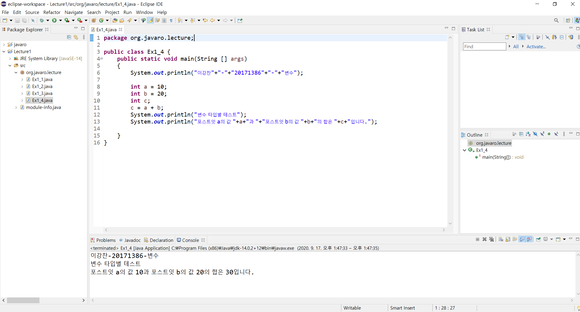 eclipse-workspace - Lecture1/src/org/javaro/lecture/Ex1_4.java - Eclipse IDE
File Edit Source Refactor Navigate Search Project Run Window Help
Package Explorer
javaro
Lecture1
JRE System Library [JavaSE-14]
src
org.javaro.lecture
Ex1_1.java
Ex1_2.java
Ex1_3.java
Ex1_4.java
module-info.java
Ex1_4.java
1 package org.javaro.lecture;
2
3 public class Ex1_4 {
4 public static void main(String [] args)
5 {
6 System.out.println("이강찬"+"-"+"20171386"+"-"+"변수");
7
8 int a = 10;
9 int b = 20;
10 int c;
11 c = a + b;
12 System.out.println("변수 타입별 테스트");
13 System.out.println("포스트잇 a의 값 "+a+"과 "+"포스트잇 b의 값 "+b+"의 합은 "+c+"입니다.");
14
15 }
16 }
Task List
Find
All
Activate...
Outline
org.javaro.lecture
Ex1_4
main(String[]) : void
Problems Javadoc Declaration Console
<terminated> Ex1_4 [Java Application] C:\Program Files (x86)\Java\jdk-14.0.2+12\bin\javaw.exe (2020. 9. 17. 오후 1:47:33 – 오후 1:47:35)
이강찬-20171386-변수
변수 타입별 테스트
포스트잇 a의 값 10과 포스트잇 b의 값 20의 합은 30입니다.
Writable
Smart Insert
1 : 28 : 27